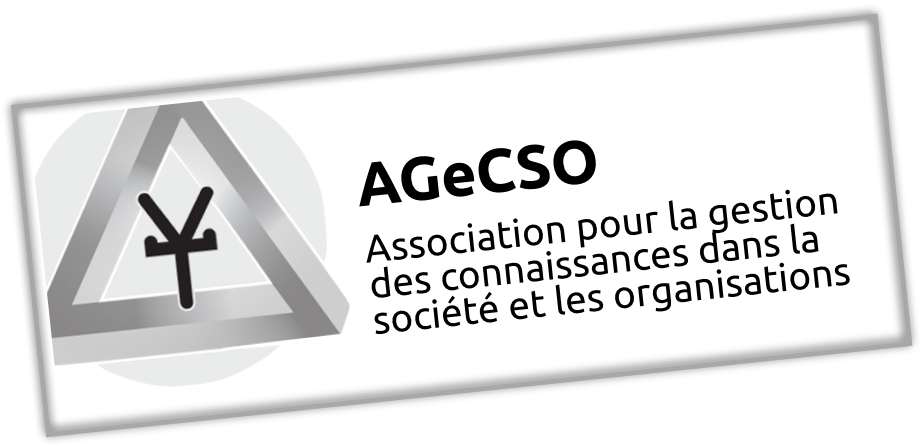 AGeCSO
Association pour la gestion
des connaissances dans la
société et les organisations